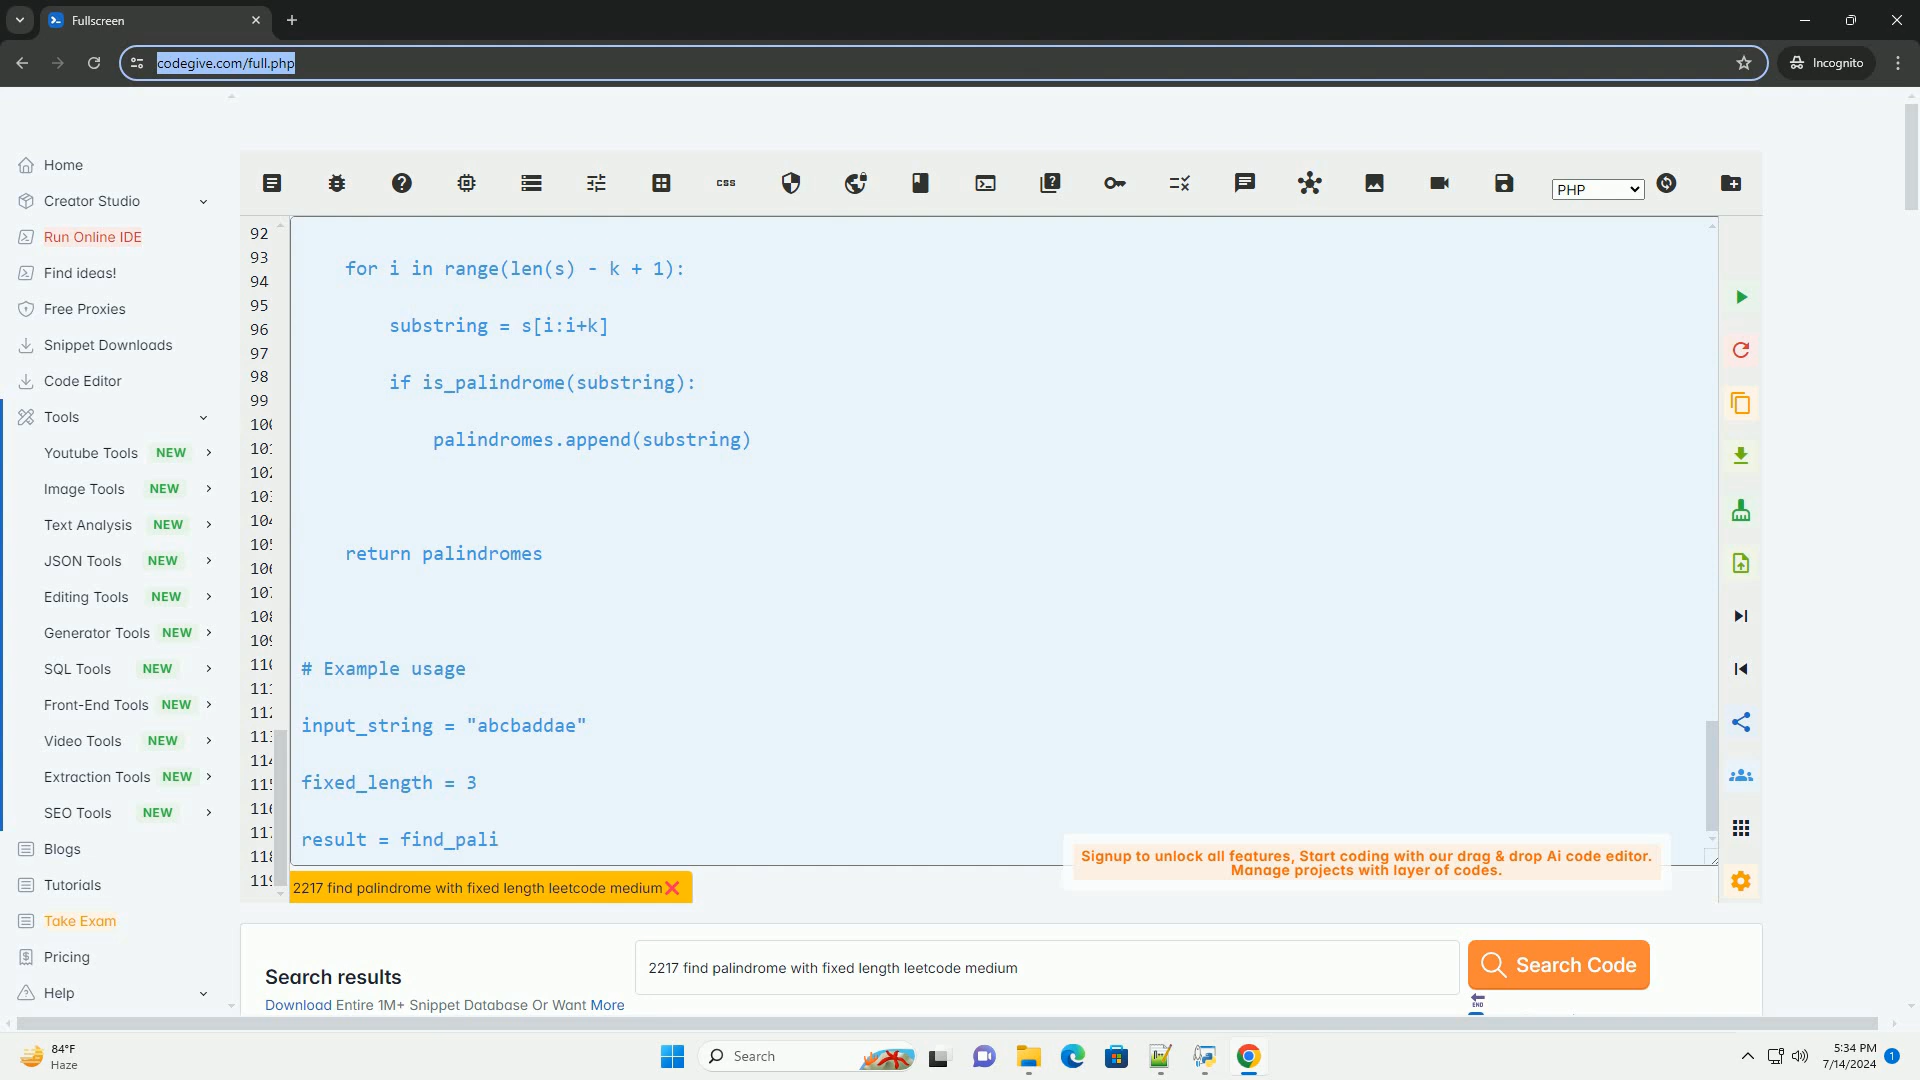 Fullscreen
codegive.com/full.php
Incognito
Home
Creator Studio
Run Online IDE
Find ideas!
Free Proxies
Snippet Downloads
Code Editor
Tools
Youtube Tools NEW
Image Tools NEW
Text Analysis NEW
JSON Tools NEW
Editing Tools NEW
Generator Tools NEW
SQL Tools NEW
Front-End Tools NEW
Video Tools NEW
Extraction Tools NEW
SEO Tools NEW
Blogs
Tutorials
Take Exam
Pricing
Help
css
PHP
92
93
94
95
96
97
98
99
for i in range(len(s) - k + 1):
substring = s[i:i+k]
if is_palindrome(substring):
palindromes.append(substring)
return palindromes
# Example usage
input_string = "abcbaddae"
fixed_length = 3
result = find_pali
Signup to unlock all features, Start coding with our drag & drop Ai code editor.
Manage projects with layer of codes.
2217 find palindrome with fixed length leetcode medium
Search results
2217 find palindrome with fixed length leetcode medium
Search Code
Download Entire 1M+ Snippet Database Or Want More
END
84°F
Haze
Search
5:34 PM
7/14/2024
1